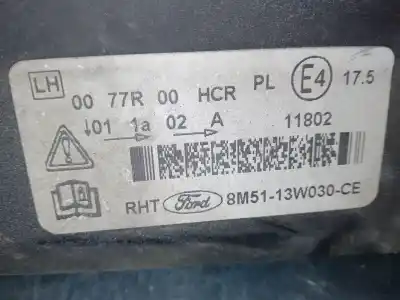 LH
00 77R 00 HCR PL E4 17.5
↓01 1a 02 A 11802
RHT Ford 8M51-13W030-CE